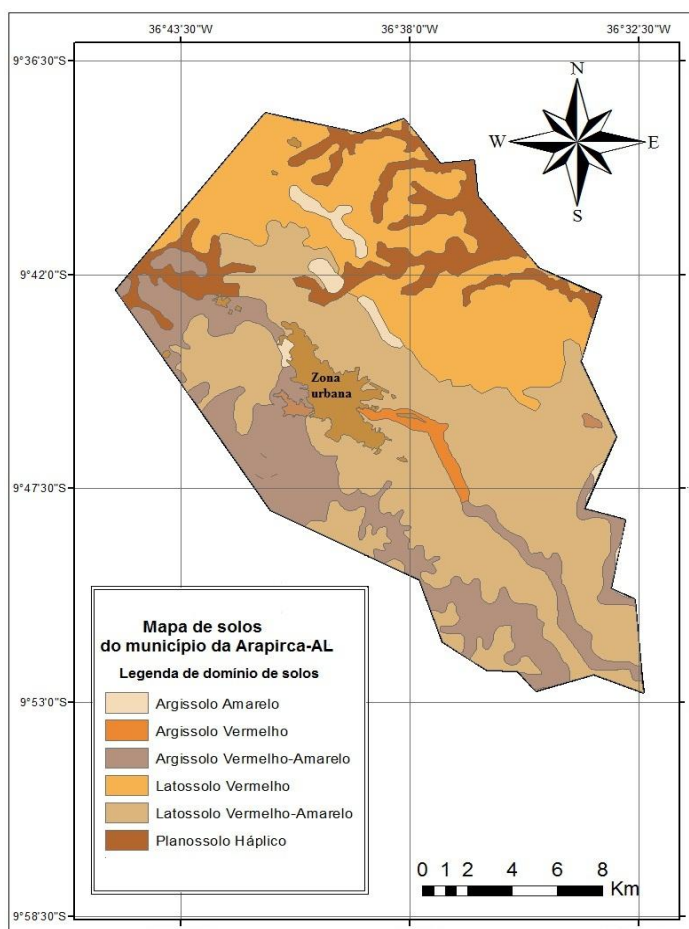 36°43'30"W
36°38'0"W
36°32'30"W
9°36'30"S
N
W
E
S
9°42'0"S
Zona
urbana
9°47'30"S
Mapa de solos
do município da Arapirca-AL
Legenda de domínio de solos
9°53'0"S
Argissolo Amarelo
Argissolo Vermelho
Argissolo Vermelho-Amarelo
Latossolo Vermelho
Latossolo Vermelho-Amarelo
Planossolo Háplico
0 1 2 4 6 8
Km
9°58'30"S